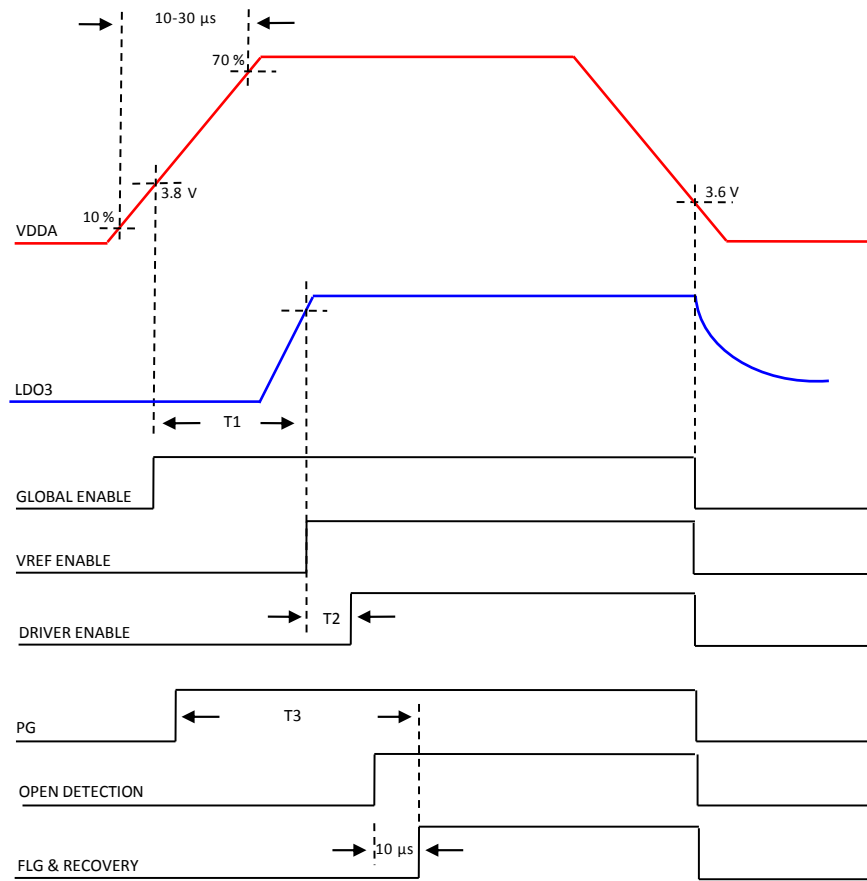 10-30 µs
70 %
3.8 V
3.6 V
10 %
VDDA
LDO3
T1
GLOBAL ENABLE
VREF ENABLE
T2
DRIVER ENABLE
T3
PG
OPEN DETECTION
10 µs
FLG & RECOVERY